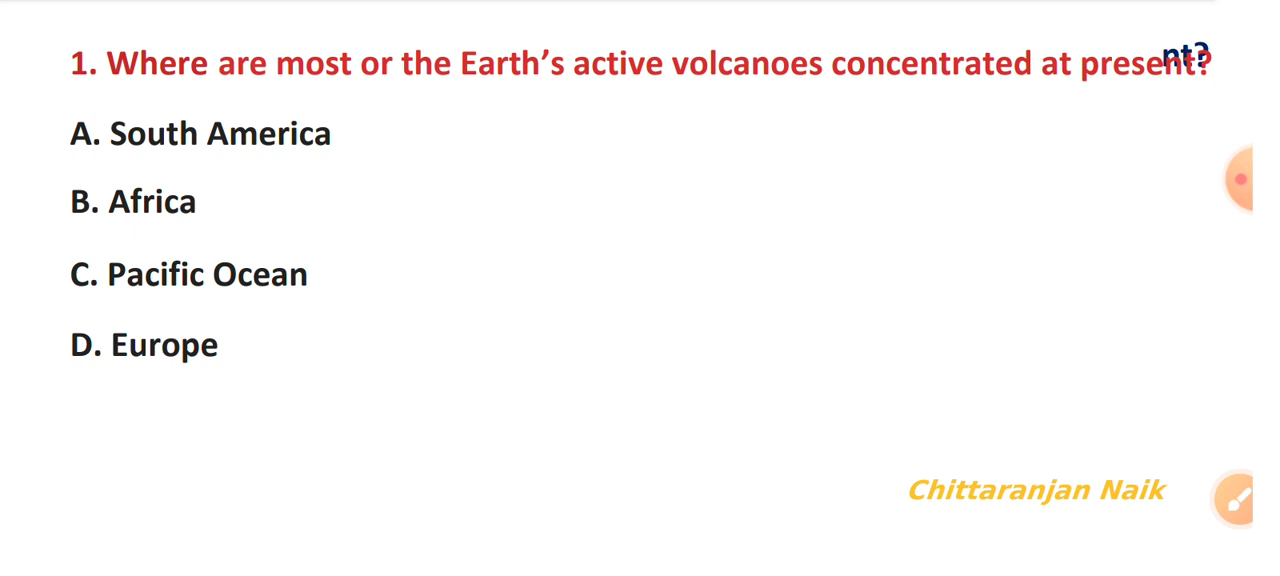 1. Where are most or the Earth’s active volcanoes concentrated at present?
nt?
A. South America
B. Africa
C. Pacific Ocean
D. Europe
Chittaranjan Naik